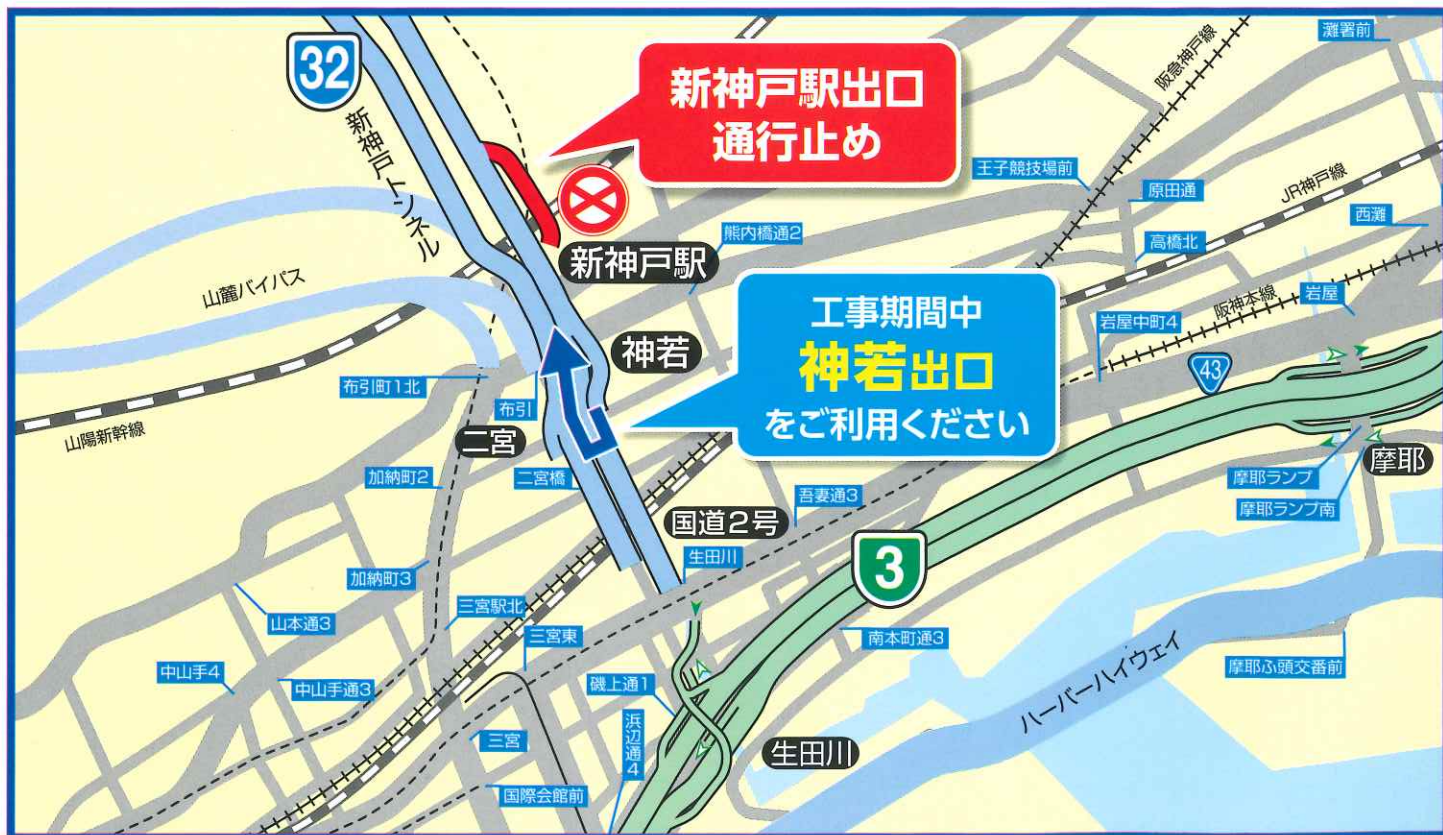 灘署前
32
新神戸駅出口
通行止め
阪急神戸線
新神戸トンネル
王子競技場前
原田通
JR神戸線
西灘
熊内橋通2
高橋北
新神戸駅
山麓バイパス
工事期間中
神若出口
をご利用ください
阪神本線
岩屋
岩屋中町4
43
神若
布引町1北
布引
山陽新幹線
二宮
摩耶
加納町2
二宮橋
吾妻通3
摩耶ランプ
摩耶ランプ南
国道2号
生田川
3
加納町3
三宮駅北
山本通3
三宮東
南本町通3
中山手4
中山手通3
磯上通1
摩耶ふ頭交番前
ハーバーハイウェイ
浜辺通4
三宮
生田川
国際会館前